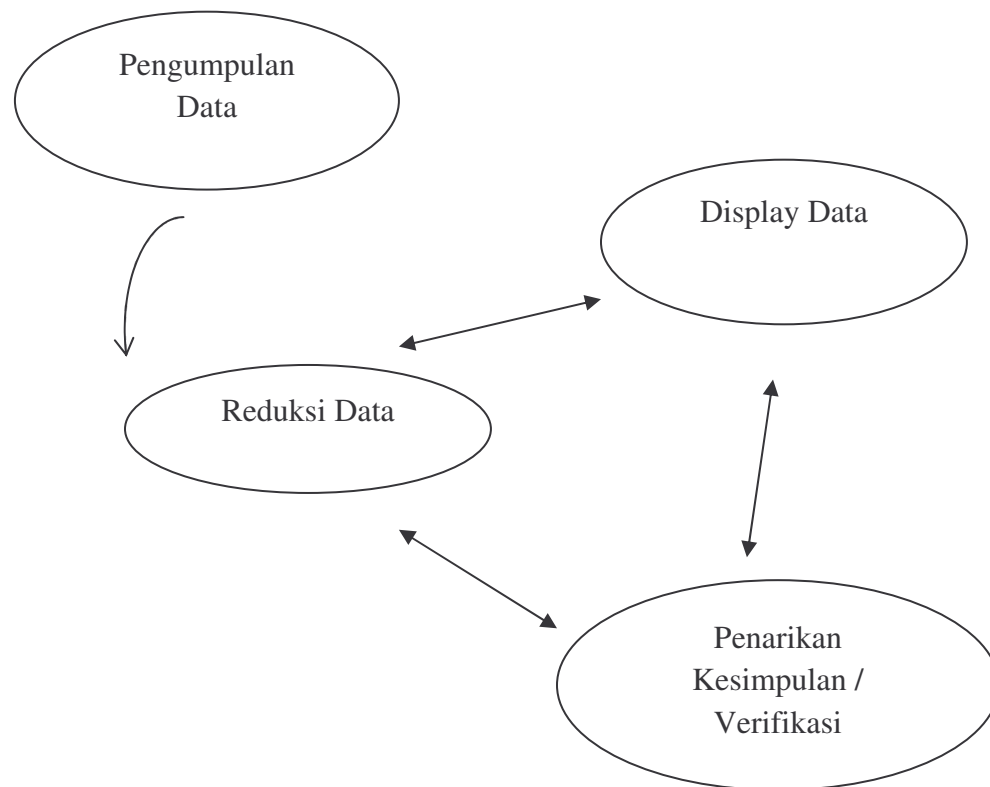 Pengumpulan
Data
Display Data
Reduksi Data
Penarikan
Kesimpulan /
Verifikasi